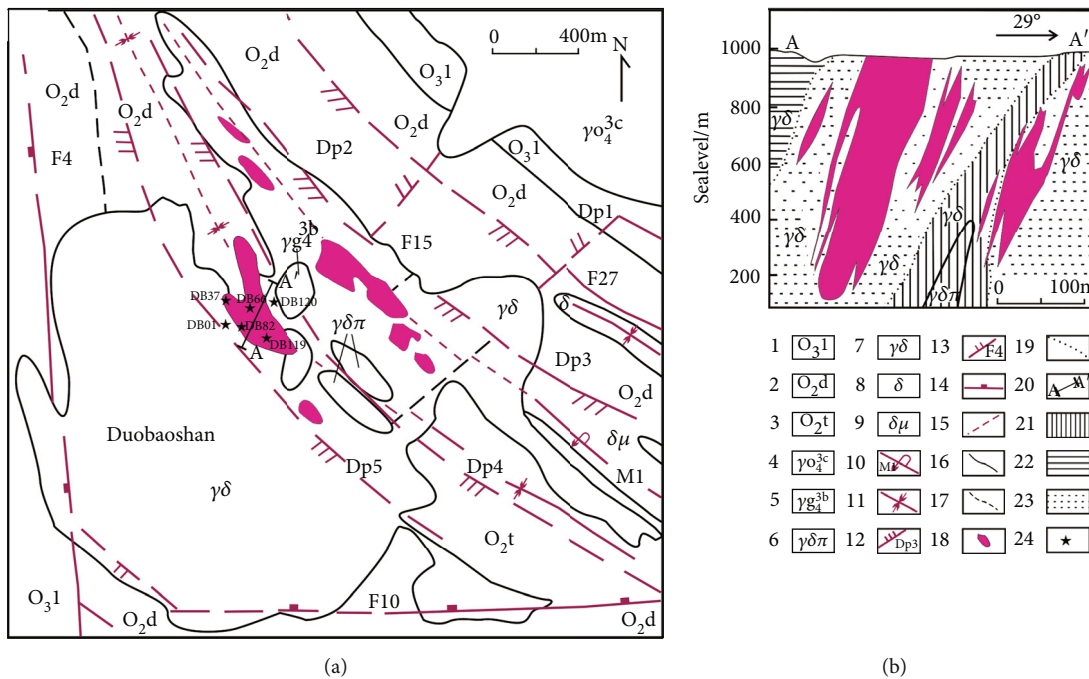 0 400m
N
O₂d
O₂d
O₂d
O₂d
O₃1
γo₄³ᶜ
F4
Dp2
O₂d
O₃1
O₂d
Dp1
γg4³ᵇ
F15
F27
A'
DB37
DB66
DB120
γδ
δ
DB01
DB82
γδπ
DB119
A
Dp3
O₂d
Duobaoshan
δμ
γδ
Dp5
Dp4
M1
O₂t
O₃1
O₂d
F10
O₂d
(a)
29°
A
A'
1000
800
600
400
200
Sealevel/m
γδ
γδ
γδ
γδ
γδ
γδπ
0 100m
1 O₃1 7 γδ 13 F4 19
2 O₂d 8 δ 14 20 A A'
3 O₂t 9 δμ 15 21
4 γo₄³ᶜ 10 M1 16 22
5 γg₄³ᵇ 11 17 23
6 γδπ 12 Dp3 18 24
(b)